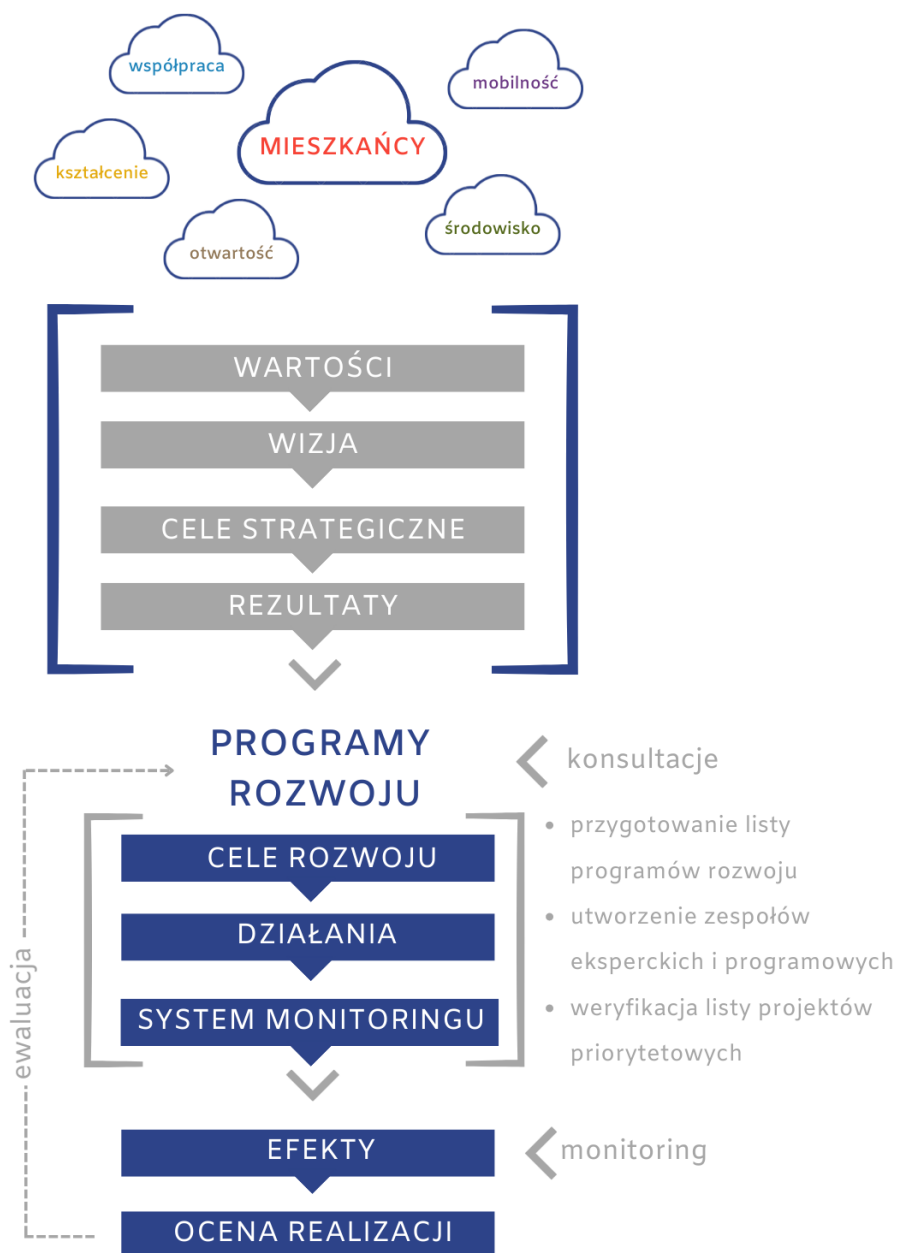 współpraca
mobilność
MIESZKAŃCY
kształcenie
środowisko
otwartość
WARTOŚCI
WIZJA
CELE STRATEGICZNE
REZULTATY
PROGRAMY
ROZWOJU
konsultacje
przygotowanie listy
programów rozwoju
utworzenie zespołów
eksperckich i programowych
weryfikacja listy projektów
priorytetowych
CELE ROZWOJU
DZIAŁANIA
SYSTEM MONITORINGU
ewaluacja
EFEKTY
monitoring
OCENA REALIZACJI